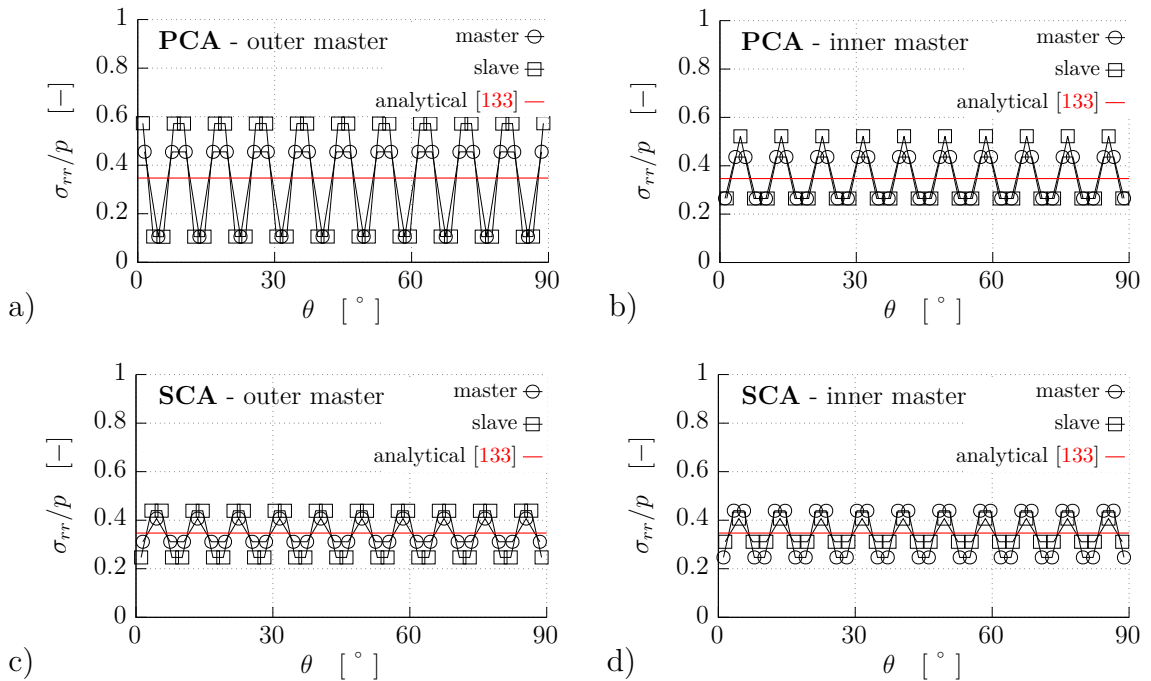 PCA - outer master
master
slave
analytical [133]
1
0.8
0.6
0.4
0.2
0
σrr/p [−]
0 30 60 90
θ [ ° ]
a)
PCA - inner master
master
slave
analytical [133]
1
0.8
0.6
0.4
0.2
0
σrr/p [−]
0 30 60 90
θ [ ° ]
b)
SCA - outer master
master
slave
analytical [133]
1
0.8
0.6
0.4
0.2
0
σrr/p [−]
0 30 60 90
θ [ ° ]
c)
SCA - inner master
master
slave
analytical [133]
1
0.8
0.6
0.4
0.2
0
σrr/p [−]
0 30 60 90
θ [ ° ]
d)